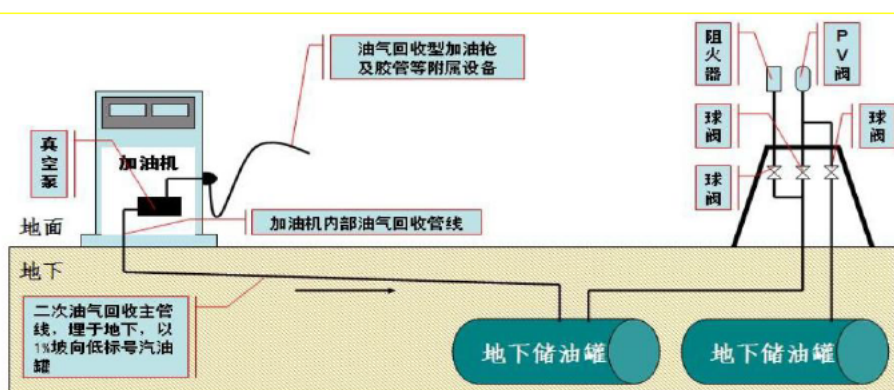 油气回收型加油枪
及胶管等附属设备
阻
火
器
P
V
阀
球
阀
球
阀
真
空
泵
加油机
球
阀
地面
加油机内部油气回收管线
地下
二次油气回收主管
线，埋于地下，以
1%坡向低标号汽油
罐
地下储油罐
地下储油罐